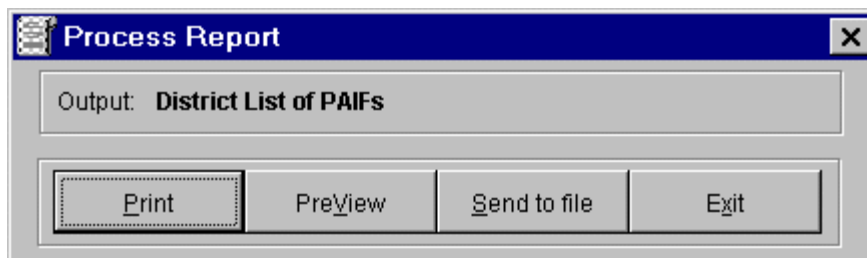 Process Report
Output: District List of PAIFs
Print PreView Send to file Exit